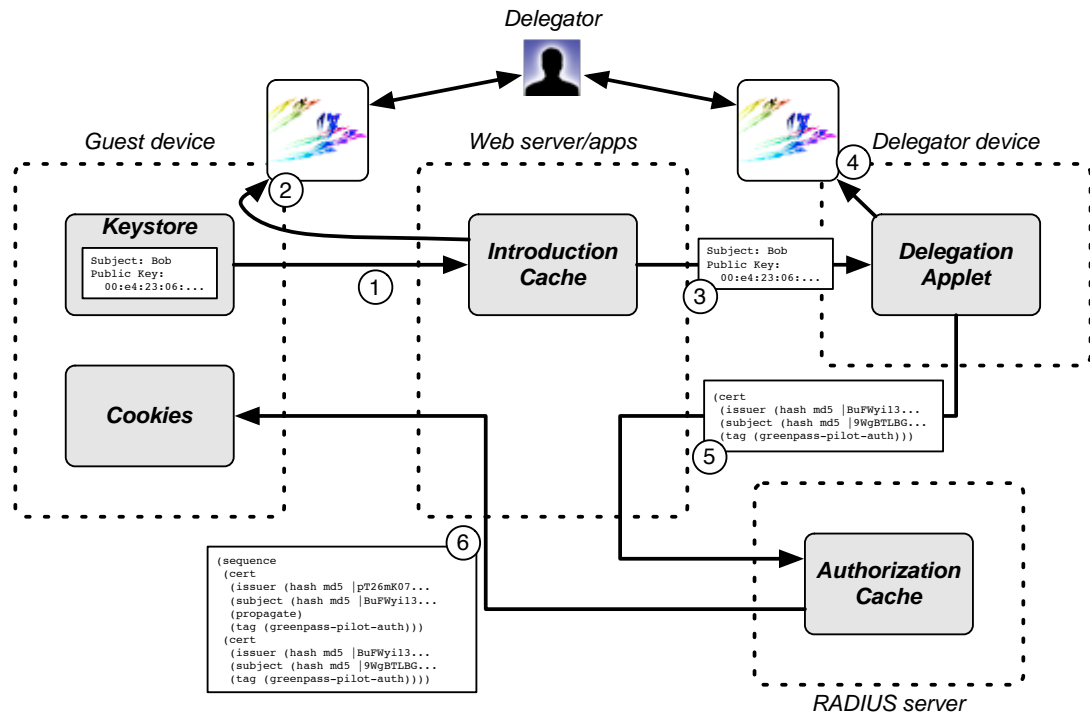 Delegator
Guest device
Web server/apps
Delegator device
2
4
Keystore
Subject: Bob
Public Key:
00:e4:23:06:...
1
Introduction
Cache
Subject: Bob
Public Key:
00:e4:23:06:...
3
Delegation
Applet
Cookies
(cert
(issuer (hash md5 |BuFWyi13...
(subject (hash md5 |9WgBTLBG...
(tag (greenpass-pilot-auth)))
5
6
(sequence
(cert
(issuer (hash md5 |pT26mK07...
(subject (hash md5 |BuFWyi13...
(propagate)
(tag (greenpass-pilot-auth)))
(cert
(issuer (hash md5 |BuFWyi13...
(subject (hash md5 |9WgBTLBG...
(tag (greenpass-pilot-auth))))
Authorization
Cache
RADIUS server